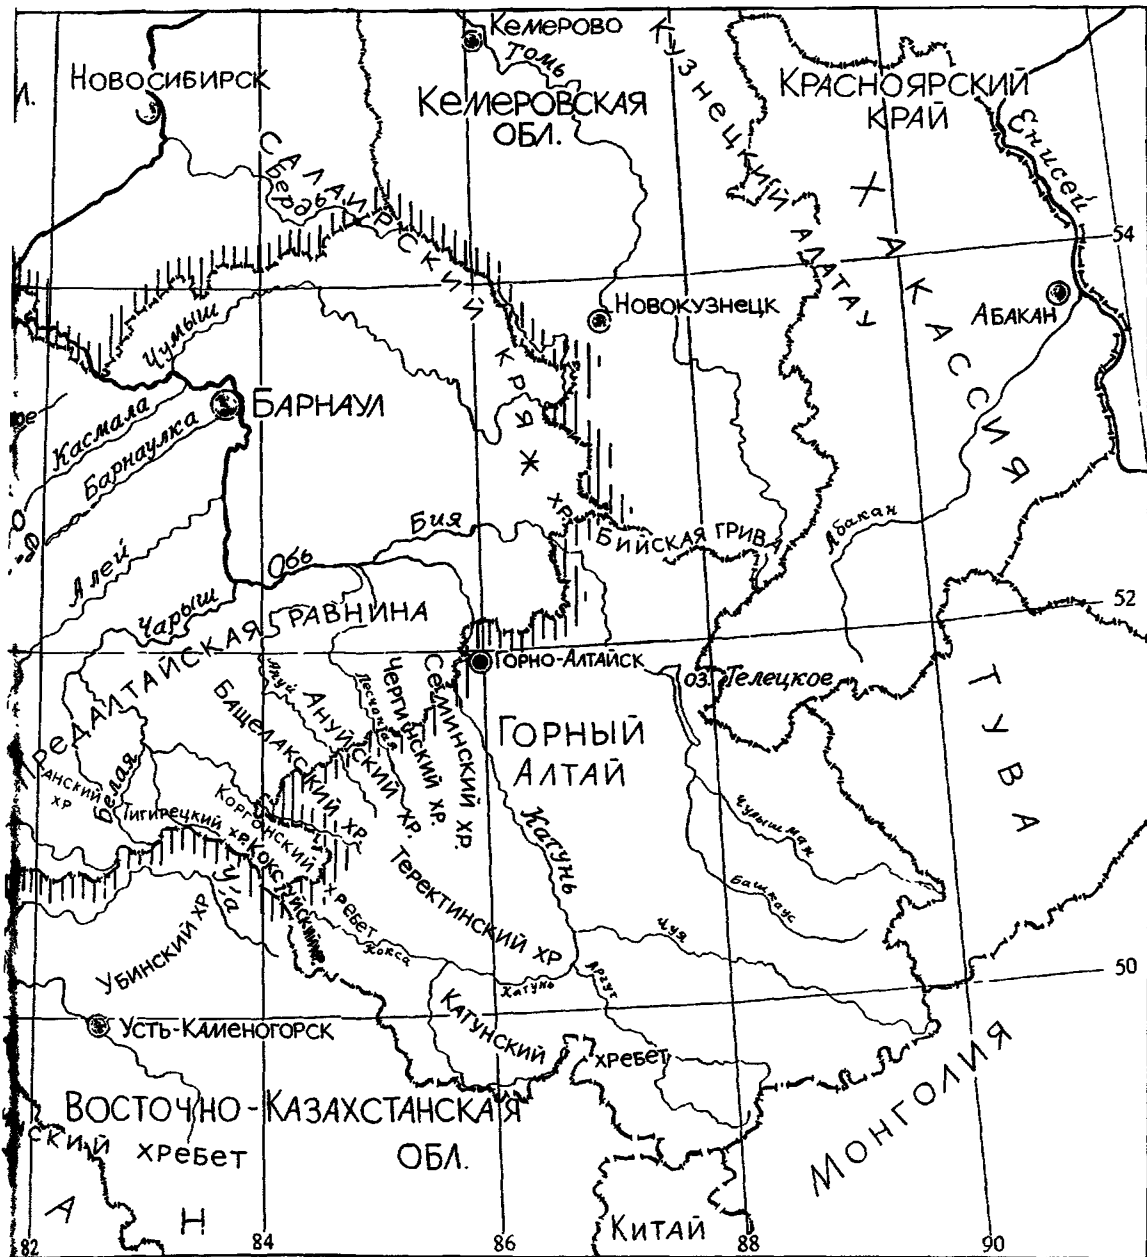 Кемерово
Томь
Новосибирск
Л.
Кемеровская
обл.
Кузнецкий Алатау
Красноярский
край
Енисей
Салаирский кряж
Бердь
Хакассия
54
Новокузнецк
Абакан
Чумыш
Барнаул
Касмала
Барнаулка
Абакан
Бия
хр.
Бийская грива
Алей
Обь
52
Чарыш
Предалтайская равнина
Горно-Алтайск
оз. Телецкое
Тува
Семинский хр.
Чергинский хр.
Песчаная
Ануй
Ануйский хр.
Бащелакский хр.
Горный
Алтай
Белая
хр
Тигирецкий хр.
Коргонский хребет
Катунь
Чулышман
Башкаус
Теректинский хр
Убинский хр
Кокса
Чуя
Аргут
Катунь
50
Катунский хребет
Усть-Каменогорск
Монголия
Восточно-Казахстанская
обл.
ский хребет
А Н
Китай
82
84
86
88
90